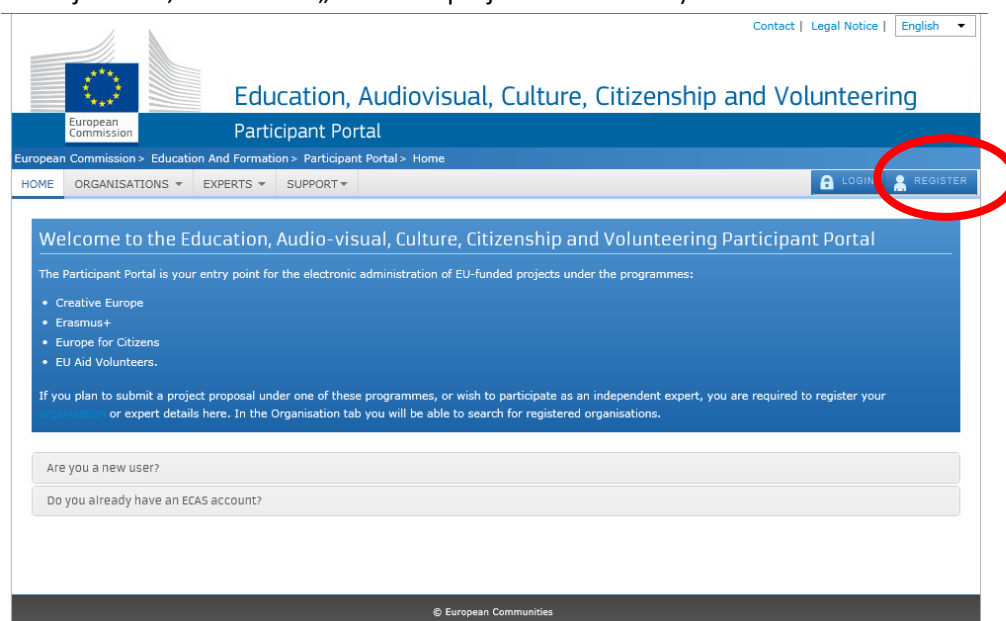 Contact | Legal Notice | English
Education, Audiovisual, Culture, Citizenship and Volunteering
European
Commission
Participant Portal
European Commission > Education And Formation > Participant Portal > Home
HOME ORGANISATIONS EXPERTS SUPPORT LOGIN REGISTER
Welcome to the Education, Audio-visual, Culture, Citizenship and Volunteering Participant Portal
The Participant Portal is your entry point for the electronic administration of EU-funded projects under the programmes:
• Creative Europe
• Erasmus+
• Europe for Citizens
• EU Aid Volunteers.
If you plan to submit a project proposal under one of these programmes, or wish to participate as an independent expert, you are required to register your
organisation or expert details here. In the Organisation tab you will be able to search for registered organisations.
Are you a new user?
Do you already have an ECAS account?
© European Communities